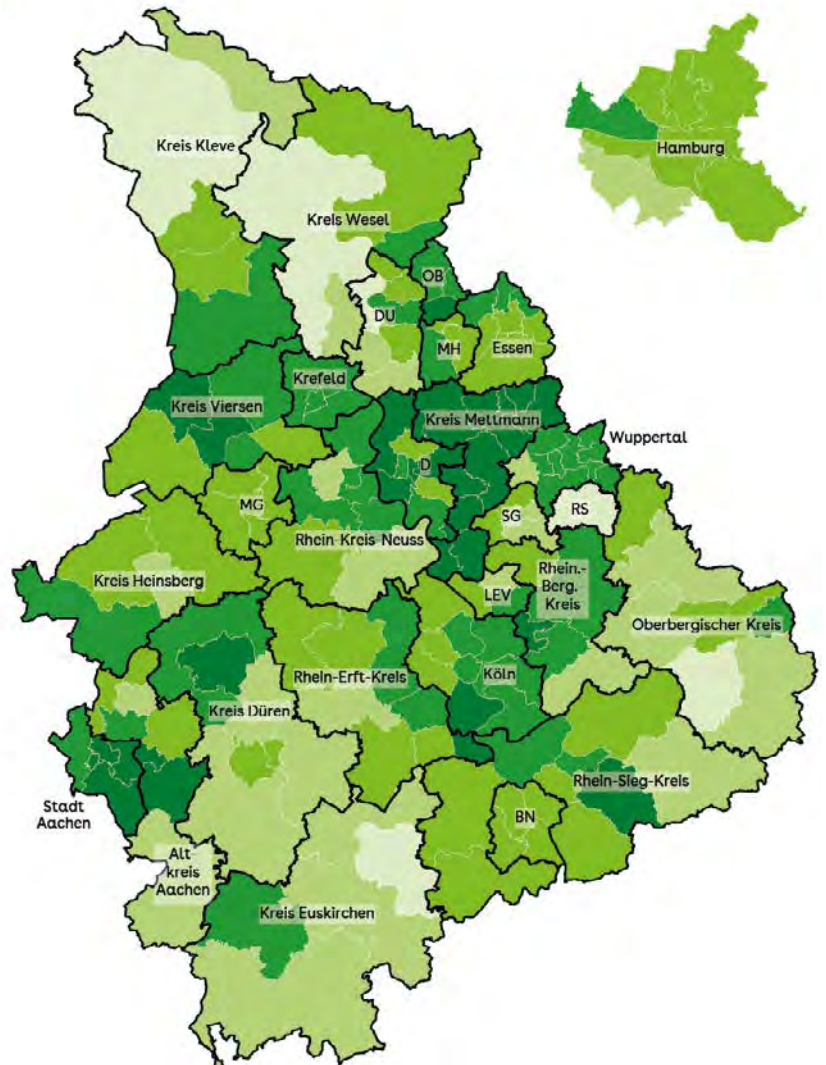 Kreis Kleve
Hamburg
Kreis Wesel
OB
DU
MH
Essen
Krefeld
Kreis Viersen
Kreis Mettmann
Wuppertal
D
MG
SG
RS
Rhein-Kreis-Neuss
Kreis Heinsberg
LEV
Rhein.-
Berg.
Kreis
Oberbergischer Kreis
Rhein-Erft-Kreis
Köln
Kreis Düren
Rhein-Sieg-Kreis
Stadt
Aachen
BN
Alt
kreis
Aachen
Kreis Euskirchen